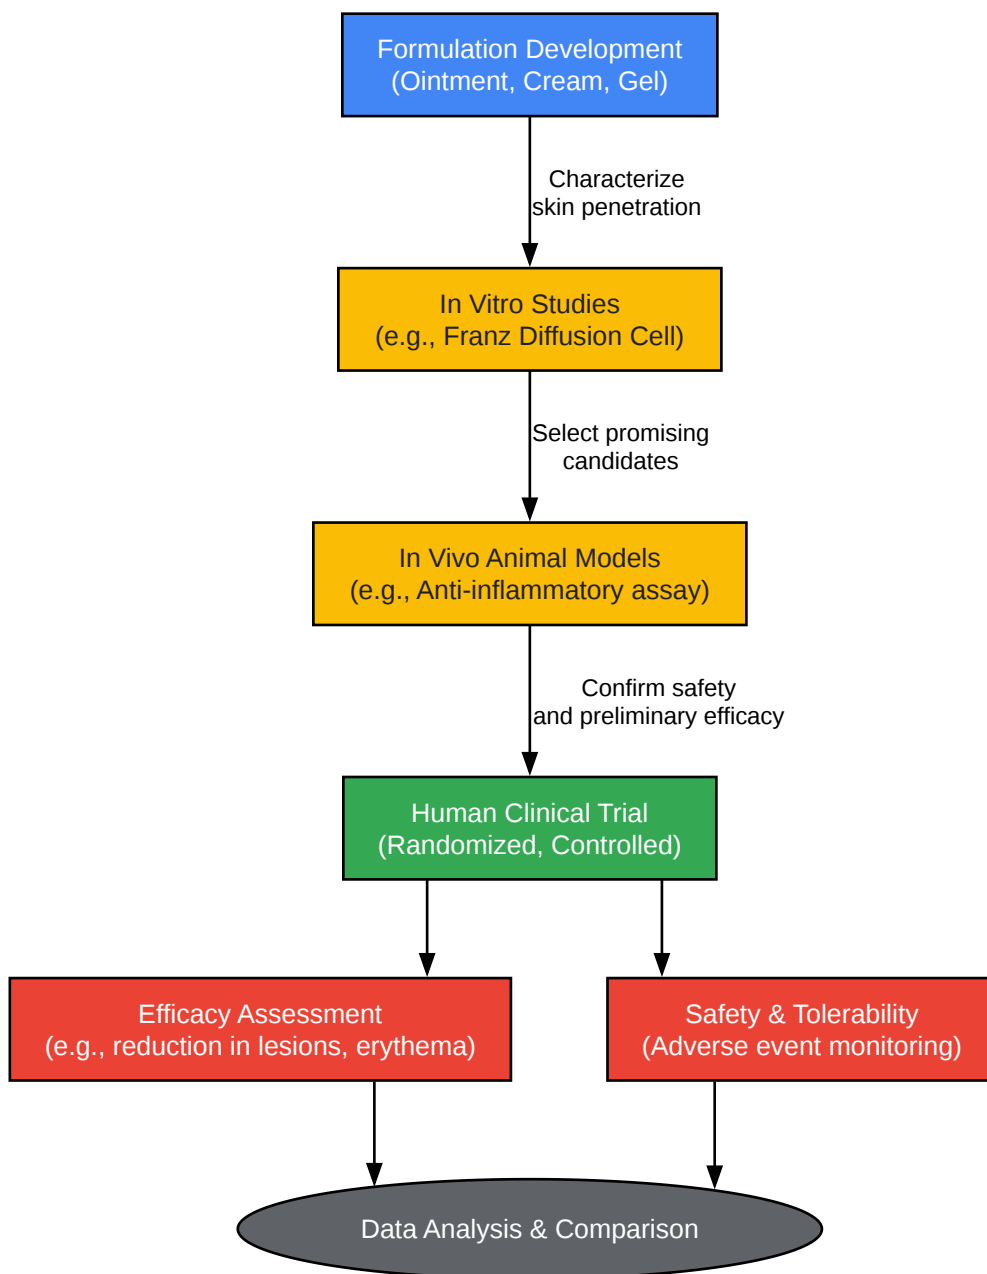 Formulation Development
(Ointment, Cream, Gel)
Characterize
skin penetration
In Vitro Studies
(e.g., Franz Diffusion Cell)
Select promising
candidates
In Vivo Animal Models
(e.g., Anti-inflammatory assay)
Confirm safety
and preliminary efficacy
Human Clinical Trial
(Randomized, Controlled)
Efficacy Assessment
(e.g., reduction in lesions, erythema)
Safety & Tolerability
(Adverse event monitoring)
Data Analysis & Comparison